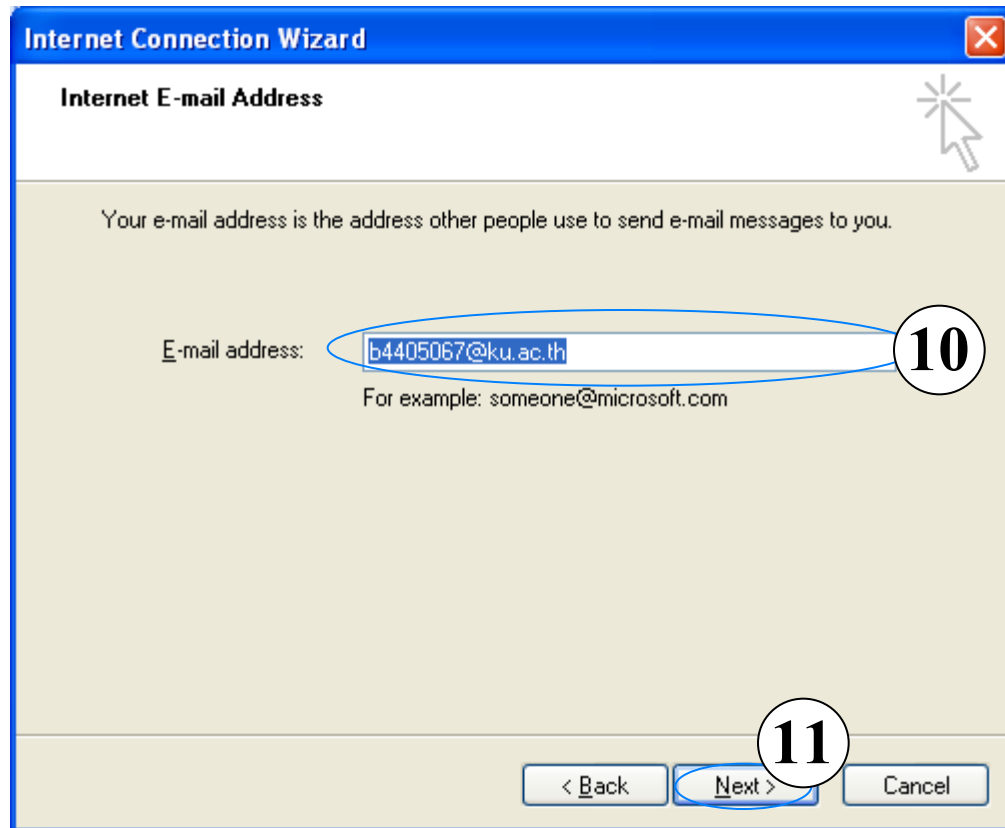 Internet Connection Wizard
Internet E-mail Address
Your e-mail address is the address other people use to send e-mail messages to you.
E-mail address: b4405067@ku.ac.th 10
For example: someone@microsoft.com
11
< Back Next > Cancel